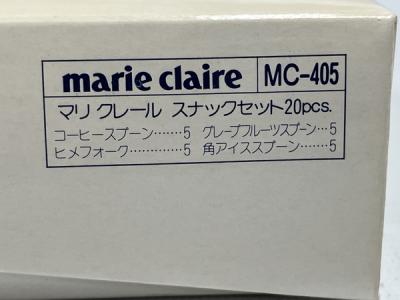 marie claire MC-405
マリ クレール スナックセット20pcs.
コーヒースプーン……5 グレープフルーツスプーン…5
ヒメフォーク…………5 角アイススプーン……5